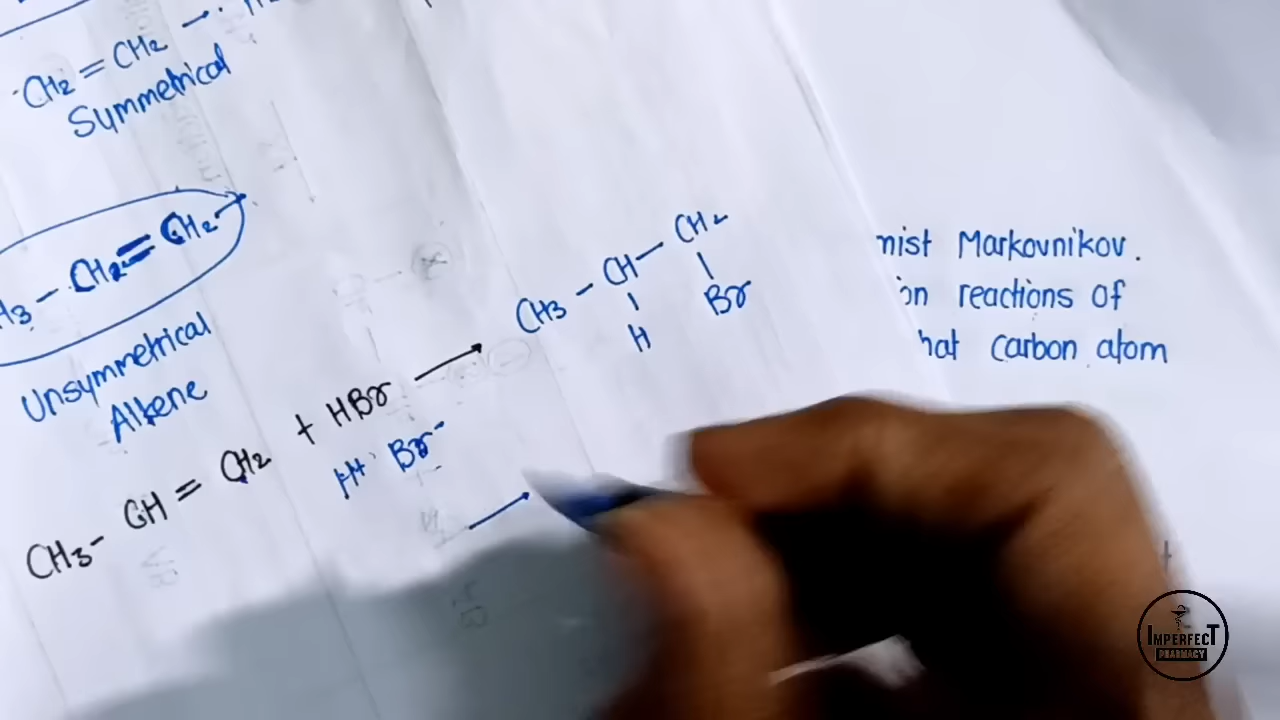 CH2 = CH2 →
Symmetrical
H3 - CH2 = CH2
Unsymmetrical
Alkene
CH3 - CH = CH2 + HBr → CH3 - CH - CH2
H Br
H+ Br-
mist Markovnikov.
on reactions of
hat carbon atom
IMPERFECT
PHARMACY